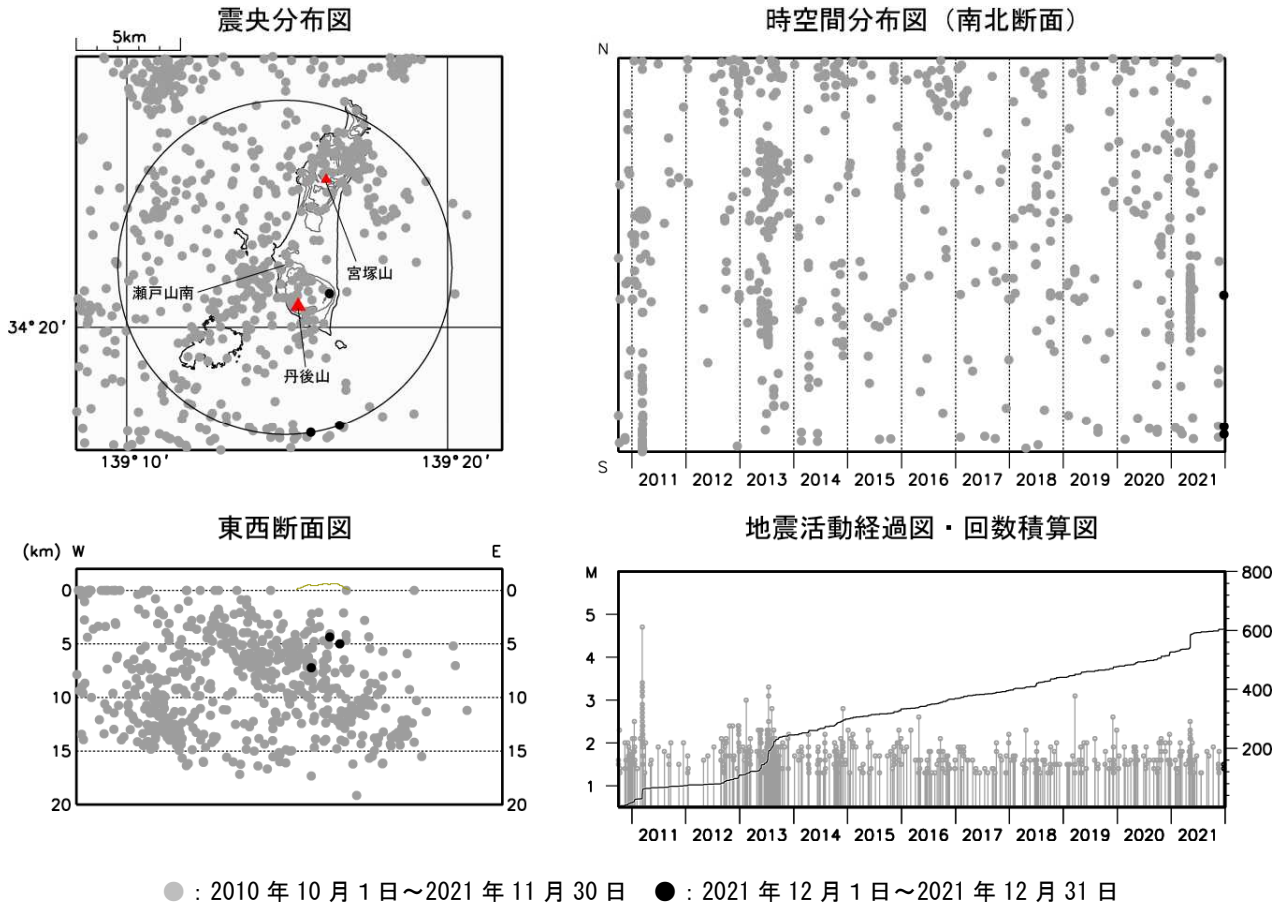 震央分布図
5km
宮塚山
瀬戸山南
34°20′
丹後山
139°10′
139°20′
時空間分布図（南北断面）
N
S
2011 2012 2013 2014 2015 2016 2017 2018 2019 2020 2021
東西断面図
(km) W
E
0
0
5
5
10
10
15
15
20
20
地震活動経過図・回数積算図
M
5
4
3
2
1
800
600
400
200
2011 2012 2013 2014 2015 2016 2017 2018 2019 2020 2021
：2010 年 10 月 1 日～2021 年 11 月 30 日 ：2021 年 12 月 1 日～2021 年 12 月 31 日